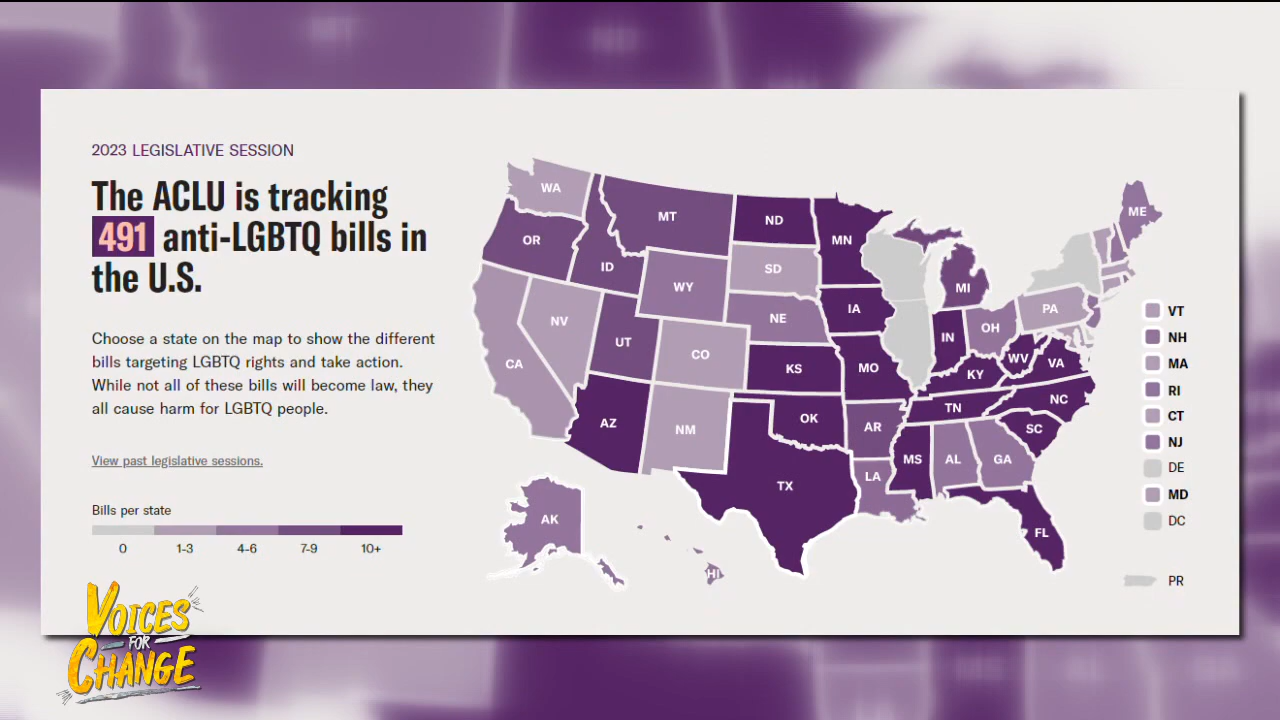 2023 LEGISLATIVE SESSION
The ACLU is tracking
491 anti-LGBTQ bills in
the U.S.
Choose a state on the map to show the different
bills targeting LGBTQ rights and take action.
While not all of these bills will become law, they
all cause harm for LGBTQ people.
View past legislative sessions.
Bills per state
0 1-3 4-6 7-9 10+
WA
MT
ND
MN
OR
ID
WY
SD
IA
NE
MI
ME
NV
UT
CO
CA
KS
MO
IN
OH
PA
WV
VA
KY
AZ
NM
OK
AR
TN
NC
SC
MS
AL
GA
LA
TX
FL
AK
HI
VT
NH
MA
RI
CT
NJ
DE
MD
DC
PR
VOICES
FOR
CHANGE